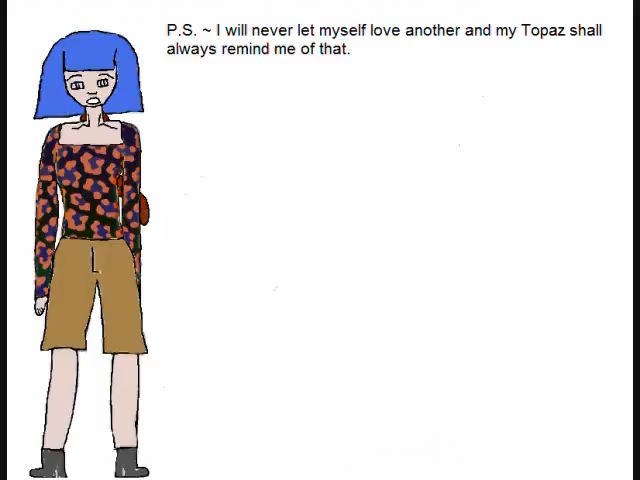 P.S. ~ I will never let myself love another and my Topaz shall
always remind me of that.